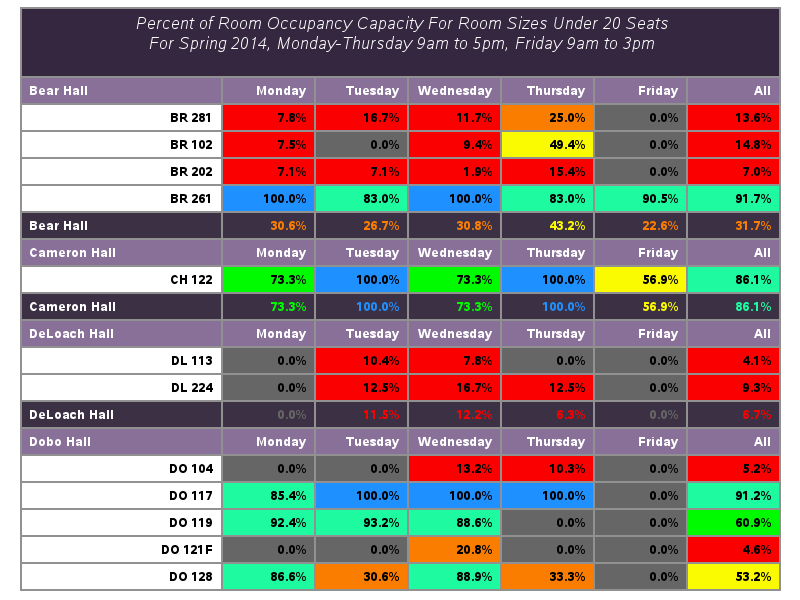 Percent of Room Occupancy Capacity For Room Sizes Under 20 Seats
For Spring 2014, Monday-Thursday 9am to 5pm, Friday 9am to 3pm
Bear Hall Monday Tuesday Wednesday Thursday Friday All
BR 281 7.8% 16.7% 11.7% 25.0% 0.0% 13.6%
BR 102 7.5% 0.0% 9.4% 49.4% 0.0% 14.8%
BR 202 7.1% 7.1% 1.9% 15.4% 0.0% 7.0%
BR 261 100.0% 83.0% 100.0% 83.0% 90.5% 91.7%
Bear Hall 30.6% 26.7% 30.8% 43.2% 22.6% 31.7%
Cameron Hall Monday Tuesday Wednesday Thursday Friday All
CH 122 73.3% 100.0% 73.3% 100.0% 56.9% 86.1%
Cameron Hall 73.3% 100.0% 73.3% 100.0% 56.9% 86.1%
DeLoach Hall Monday Tuesday Wednesday Thursday Friday All
DL 113 0.0% 10.4% 7.8% 0.0% 0.0% 4.1%
DL 224 0.0% 12.5% 16.7% 12.5% 0.0% 9.3%
DeLoach Hall 0.0% 11.5% 12.2% 6.3% 0.0% 6.7%
Dobo Hall Monday Tuesday Wednesday Thursday Friday All
DO 104 0.0% 0.0% 13.2% 10.3% 0.0% 5.2%
DO 117 85.4% 100.0% 100.0% 100.0% 0.0% 91.2%
DO 119 92.4% 93.2% 88.6% 0.0% 0.0% 60.9%
DO 121F 0.0% 0.0% 20.8% 0.0% 0.0% 4.6%
DO 128 86.6% 30.6% 88.9% 33.3% 0.0% 53.2%